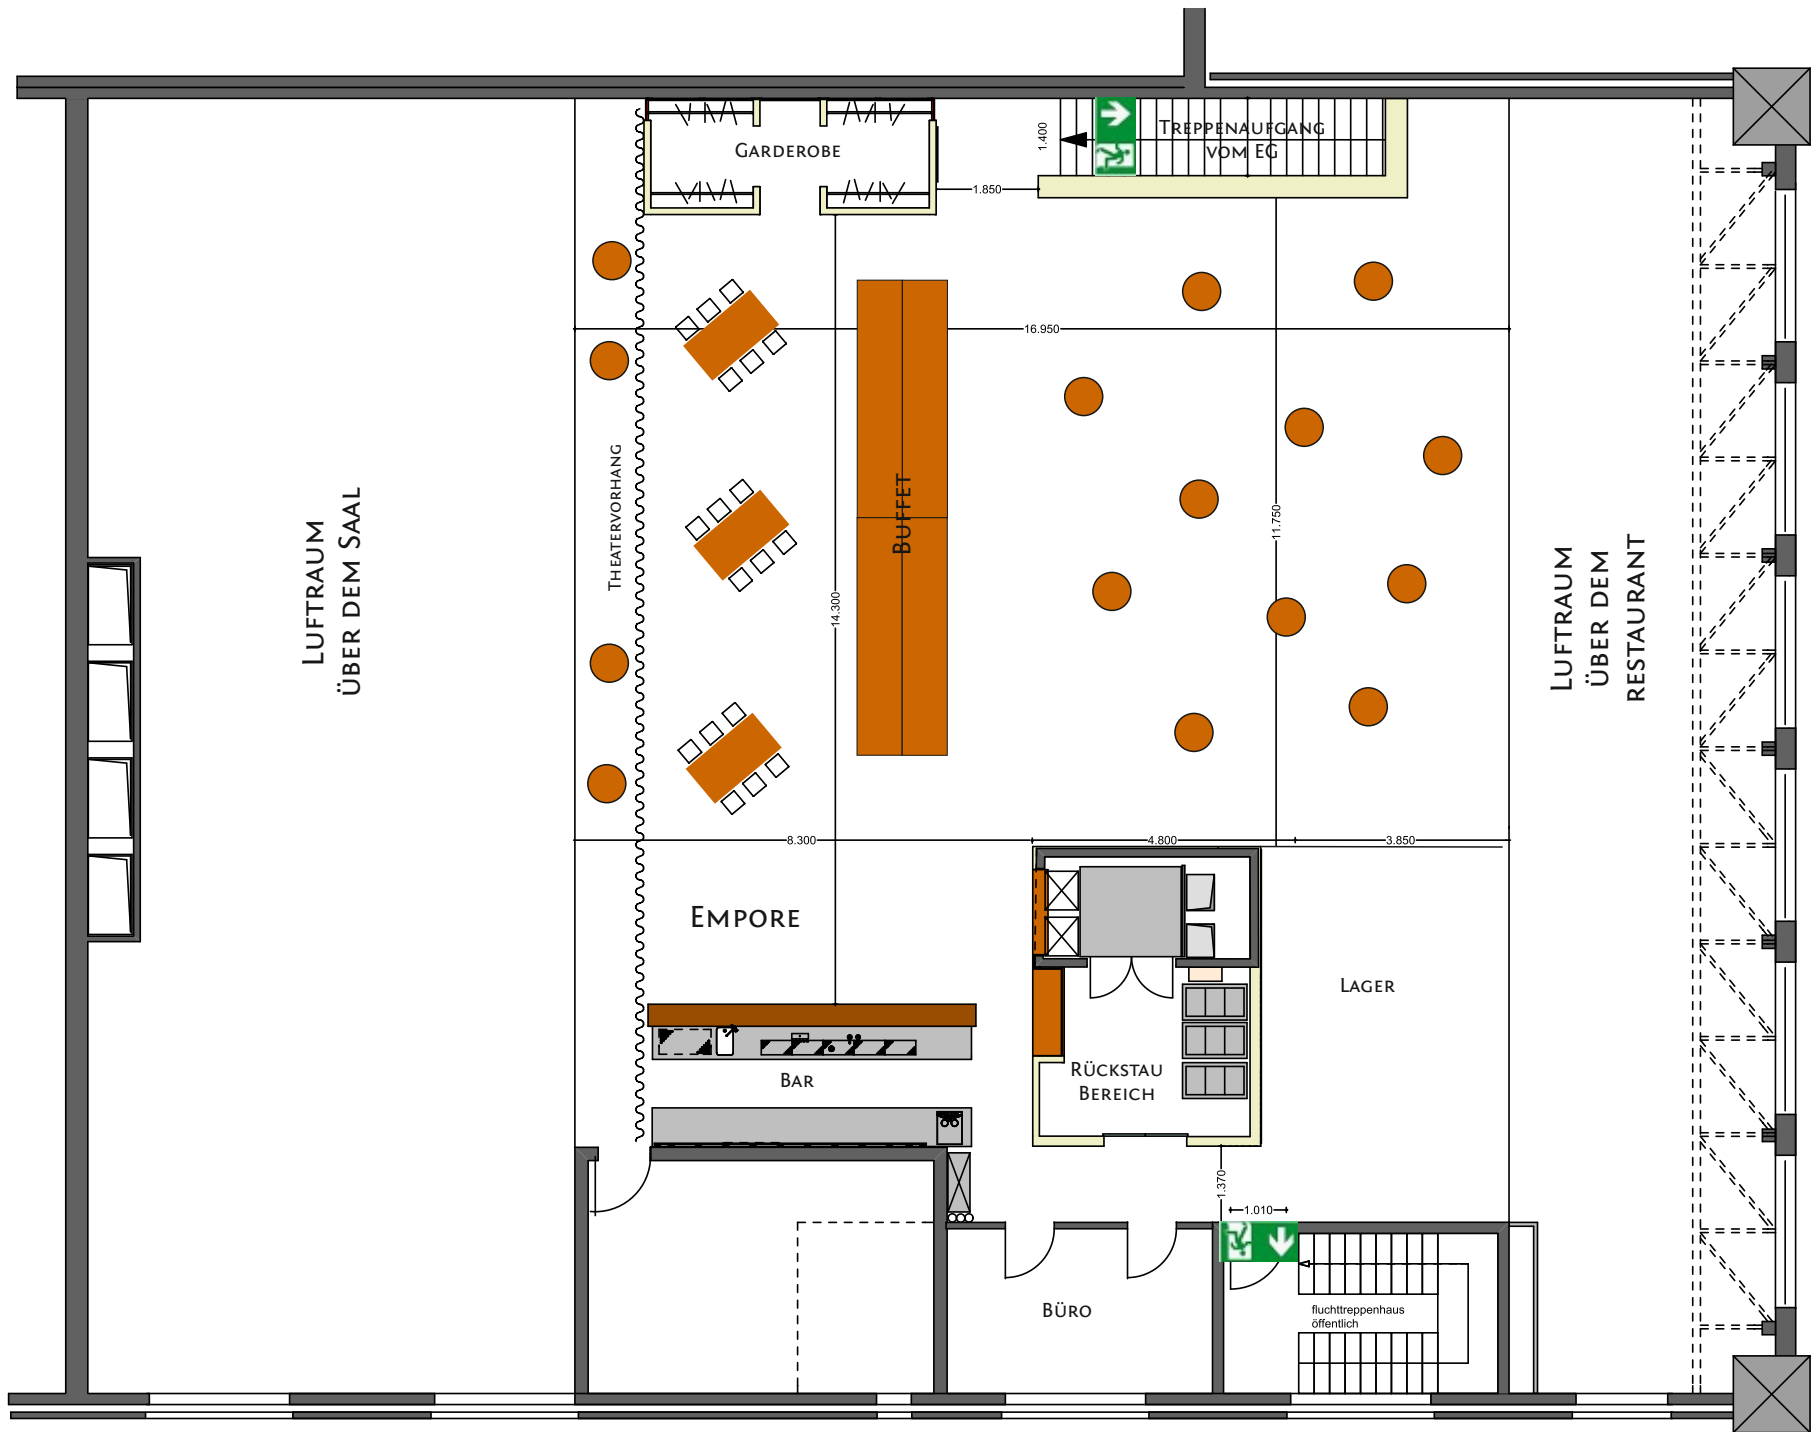 GARDEROBE
1.400
TREPPENAUFGANG
VOM EG
1.850
16.950
THEATERVORHANG
BUFFET
LUFTRAUM
ÜBER DEM SAAL
14.300
11.750
LUFTRAUM
ÜBER DEM
RESTAURANT
8.300
4.800
3.850
EMPORE
LAGER
BAR
RÜCKSTAU
BEREICH
1.370
1.010
BÜRO
fluchttreppenhaus
öffentlich